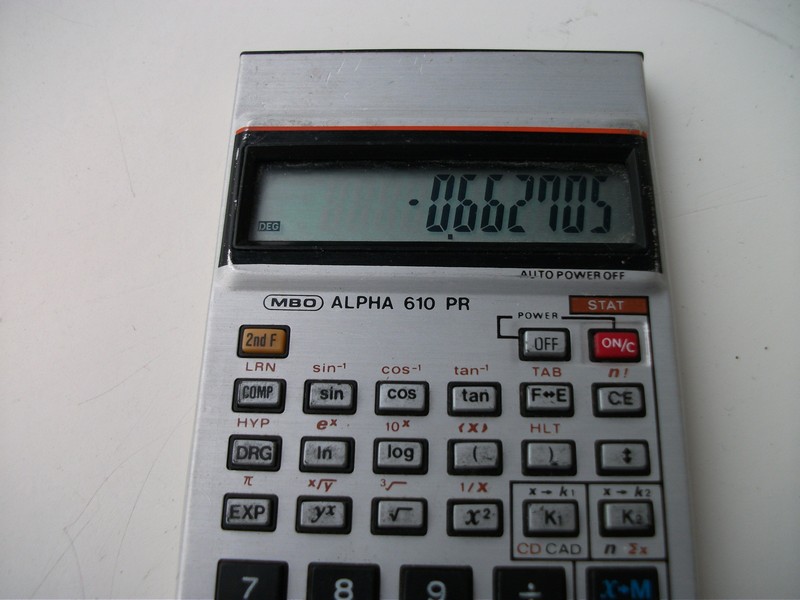 -0.662705
DEG
AUTO POWER OFF
MBO ALPHA 610 PR
STAT
POWER
2nd F OFF ON/C
LRN sin⁻¹ cos⁻¹ tan⁻¹ TAB n!
COMP sin cos tan F↔E CE
HYP eˣ 10ˣ (x) HLT
DRG ln log ( ) ↕
π x√y ³√ 1/x x→k1 x→k2
EXP yˣ √ x² K1 K2
CD CAD n Σx
7 8 9 ÷ x→M